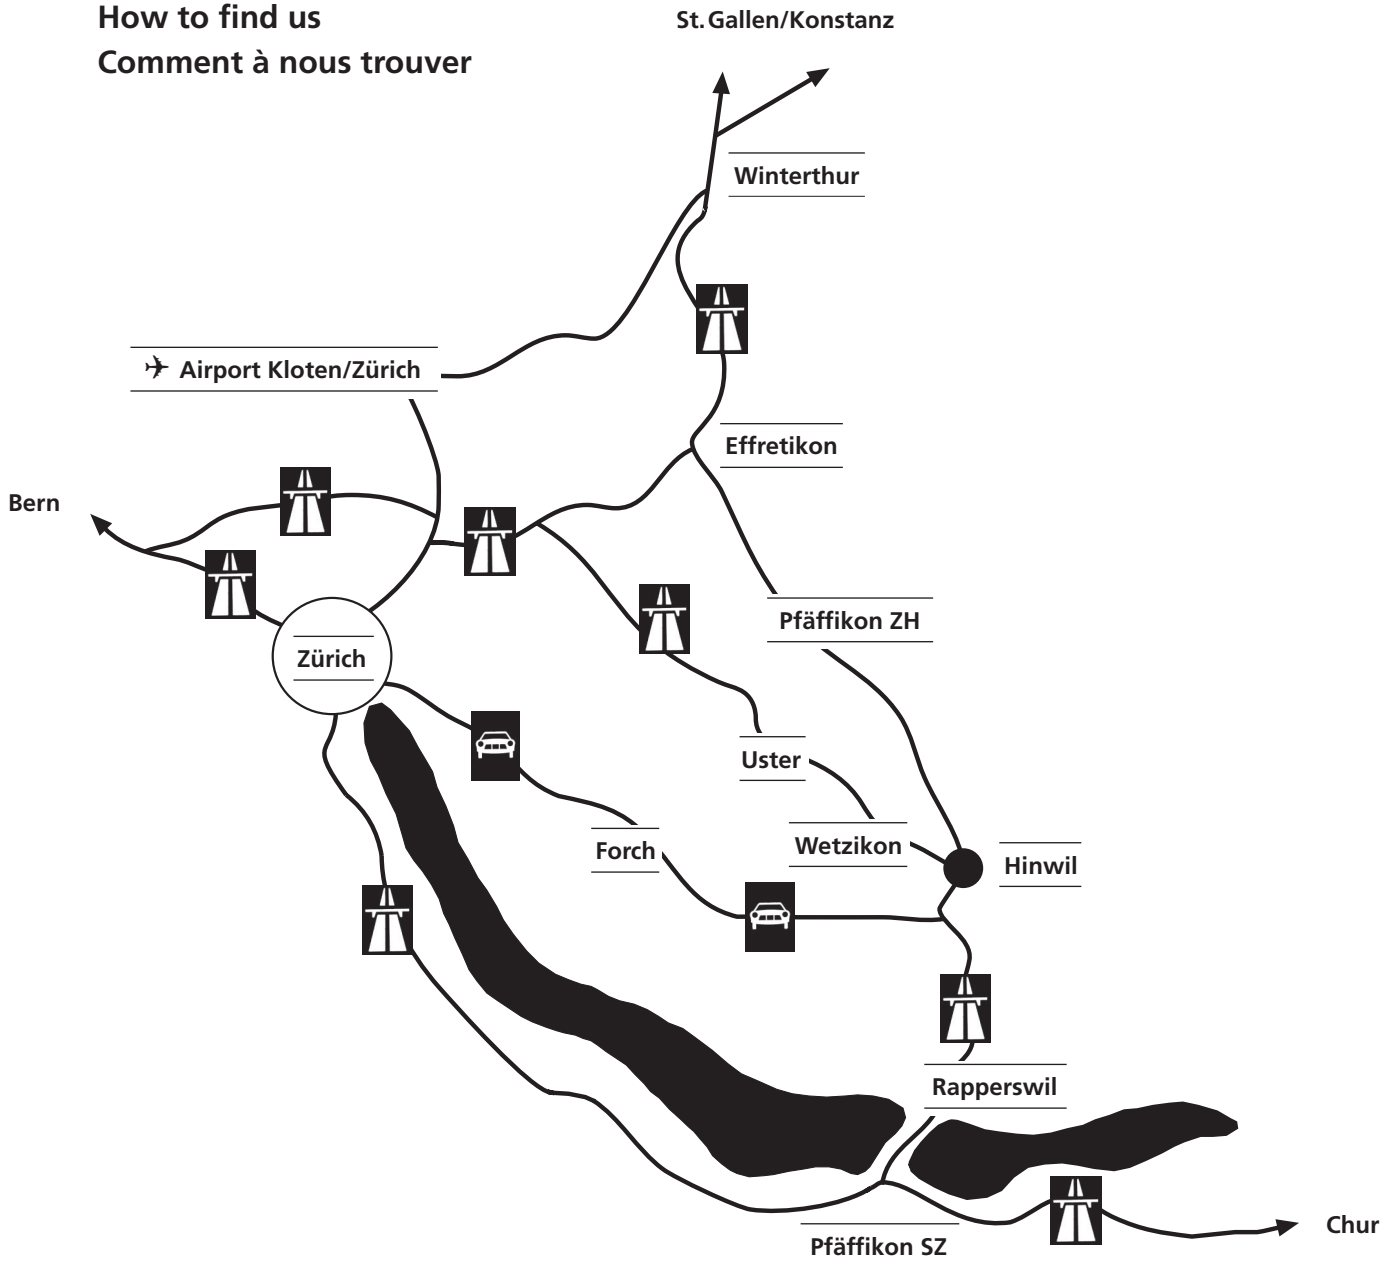 How to find us
Comment à nous trouver
St. Gallen/Konstanz
Winterthur
Airport Kloten/Zürich
Effretikon
Bern
Pfäffikon ZH
Zürich
Uster
Forch
Wetzikon
Hinwil
Rapperswil
Chur
Pfäffikon SZ